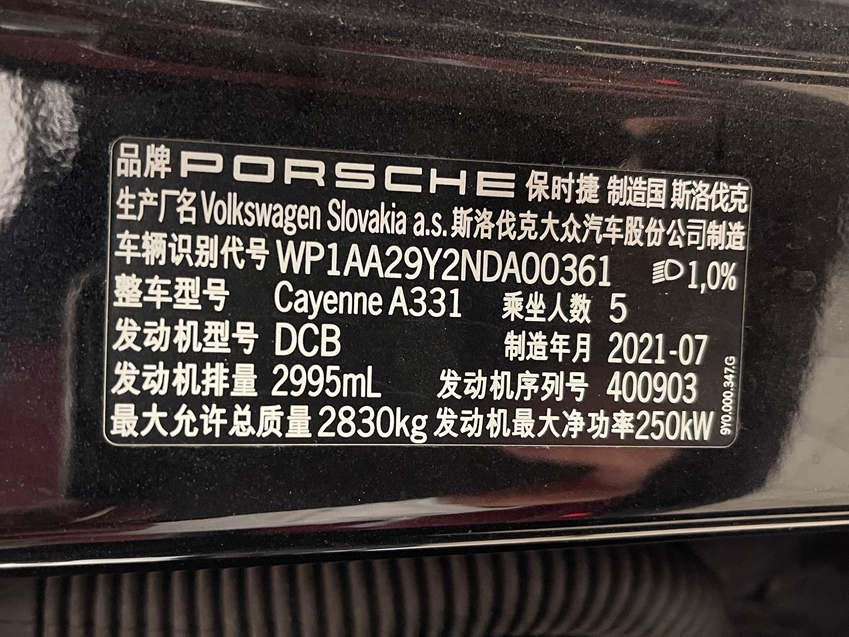 品牌 PORSCHE 保时捷 制造国 斯洛伐克
生产厂名 Volkswagen Slovakia a.s. 斯洛伐克大众汽车股份公司制造
车辆识别代号 WP1AA29Y2NDA00361 1,0%
整车型号 Cayenne A331 乘坐人数 5
发动机型号 DCB 制造年月 2021-07
发动机排量 2995mL 发动机序列号 400903
最大允许总质量 2830kg 发动机最大净功率 250kW
9Y0.000.347.G